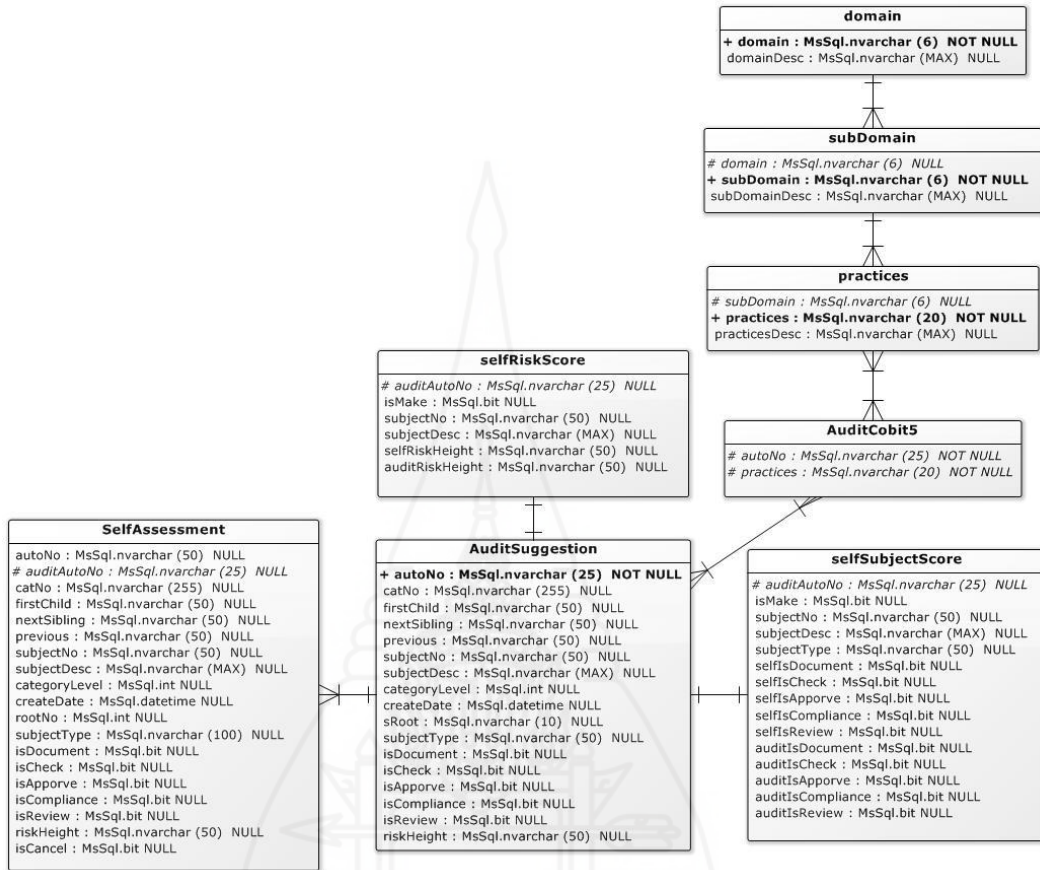 domain
+ domain : MsSql.nvarchar (6)  NOT NULL
domainDesc : MsSql.nvarchar (MAX)  NULL
subDomain
# domain : MsSql.nvarchar (6)  NULL
+ subDomain : MsSql.nvarchar (6)  NOT NULL
subDomainDesc : MsSql.nvarchar (MAX)  NULL
practices
# subDomain : MsSql.nvarchar (6)  NULL
+ practices : MsSql.nvarchar (20)  NOT NULL
practicesDesc : MsSql.nvarchar (MAX)  NULL
selfRiskScore
# auditAutoNo : MsSql.nvarchar (25)  NULL
isMake : MsSql.bit NULL
subjectNo : MsSql.nvarchar (50)  NULL
subjectDesc : MsSql.nvarchar (MAX)  NULL
selfRiskHeight : MsSql.nvarchar (50)  NULL
auditRiskHeight : MsSql.nvarchar (50)  NULL
AuditCobit5
# autoNo : MsSql.nvarchar (25)  NOT NULL
# practices : MsSql.nvarchar (20)  NOT NULL
SelfAssessment
autoNo : MsSql.nvarchar (50)  NULL
# auditAutoNo : MsSql.nvarchar (25)  NULL
catNo : MsSql.nvarchar (255)  NULL
firstChild : MsSql.nvarchar (50)  NULL
nextSibling : MsSql.nvarchar (50)  NULL
previous : MsSql.nvarchar (50)  NULL
subjectNo : MsSql.nvarchar (50)  NULL
subjectDesc : MsSql.nvarchar (MAX)  NULL
categoryLevel : MsSql.int NULL
createDate : MsSql.datetime NULL
rootNo : MsSql.int NULL
subjectType : MsSql.nvarchar (100)  NULL
isDocument : MsSql.bit NULL
isCheck : MsSql.bit NULL
isApporve : MsSql.bit NULL
isCompliance : MsSql.bit NULL
isReview : MsSql.bit NULL
riskHeight : MsSql.nvarchar (50)  NULL
isCancel : MsSql.bit NULL
AuditSuggestion
+ autoNo : MsSql.nvarchar (25)  NOT NULL
catNo : MsSql.nvarchar (255)  NULL
firstChild : MsSql.nvarchar (50)  NULL
nextSibling : MsSql.nvarchar (50)  NULL
previous : MsSql.nvarchar (50)  NULL
subjectNo : MsSql.nvarchar (50)  NULL
subjectDesc : MsSql.nvarchar (MAX)  NULL
categoryLevel : MsSql.int NULL
createDate : MsSql.datetime NULL
sRoot : MsSql.nvarchar (10)  NULL
subjectType : MsSql.nvarchar (50)  NULL
isDocument : MsSql.bit NULL
isCheck : MsSql.bit NULL
isApporve : MsSql.bit NULL
isCompliance : MsSql.bit NULL
isReview : MsSql.bit NULL
riskHeight : MsSql.nvarchar (50)  NULL
selfSubjectScore
# auditAutoNo : MsSql.nvarchar (25)  NULL
isMake : MsSql.bit NULL
subjectNo : MsSql.nvarchar (50)  NULL
subjectDesc : MsSql.nvarchar (MAX)  NULL
subjectType : MsSql.nvarchar (50)  NULL
selfIsDocument : MsSql.bit NULL
selfIsCheck : MsSql.bit NULL
selfIsApporve : MsSql.bit NULL
selfIsCompliance : MsSql.bit NULL
selfIsReview : MsSql.bit NULL
auditIsDocument : MsSql.bit NULL
auditIsCheck : MsSql.bit NULL
auditIsApporve : MsSql.bit NULL
auditIsCompliance : MsSql.bit NULL
auditIsReview : MsSql.bit NULL